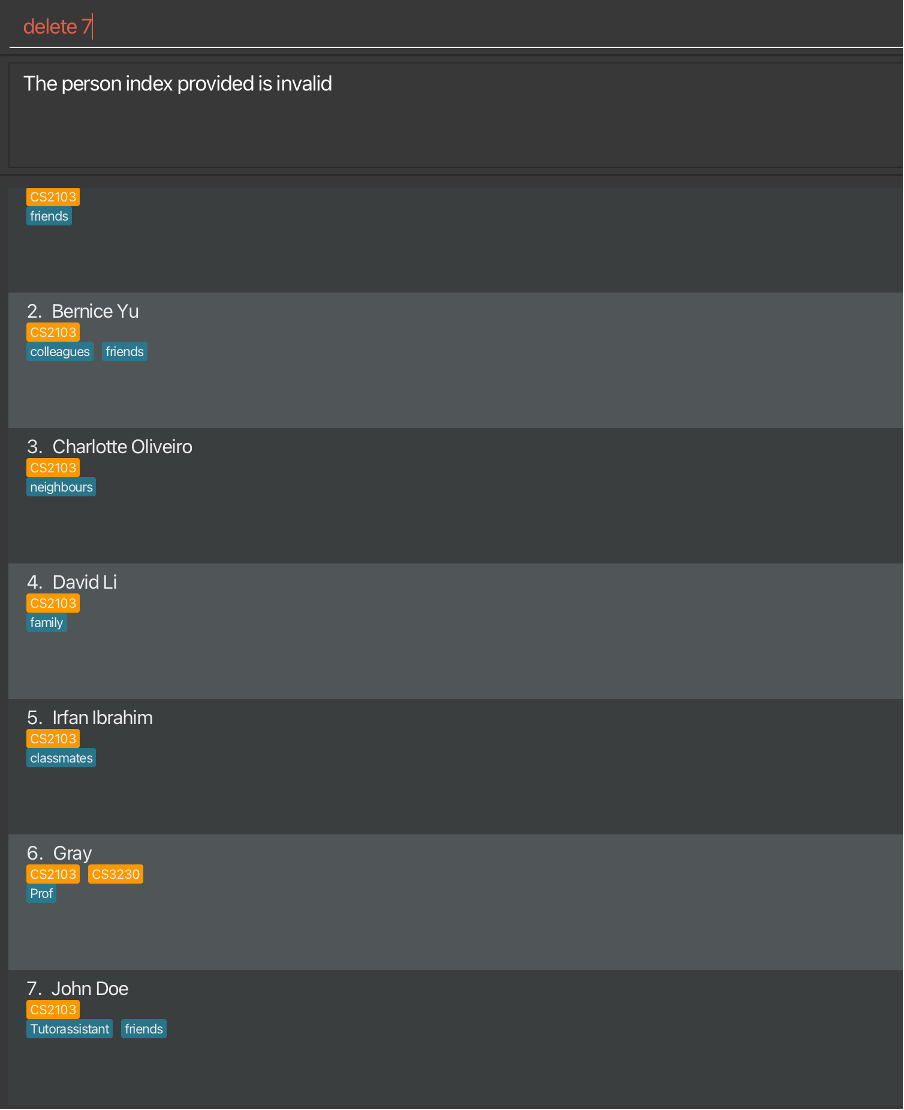 delete 7
The person index provided is invalid
CS2103
friends
2. Bernice Yu
CS2103
colleagues friends
3. Charlotte Oliveiro
CS2103
neighbours
4. David Li
CS2103
family
5. Irfan Ibrahim
CS2103
classmates
6. Gray
CS2103 CS3230
Prof
7. John Doe
CS2103
Tutorassistant friends